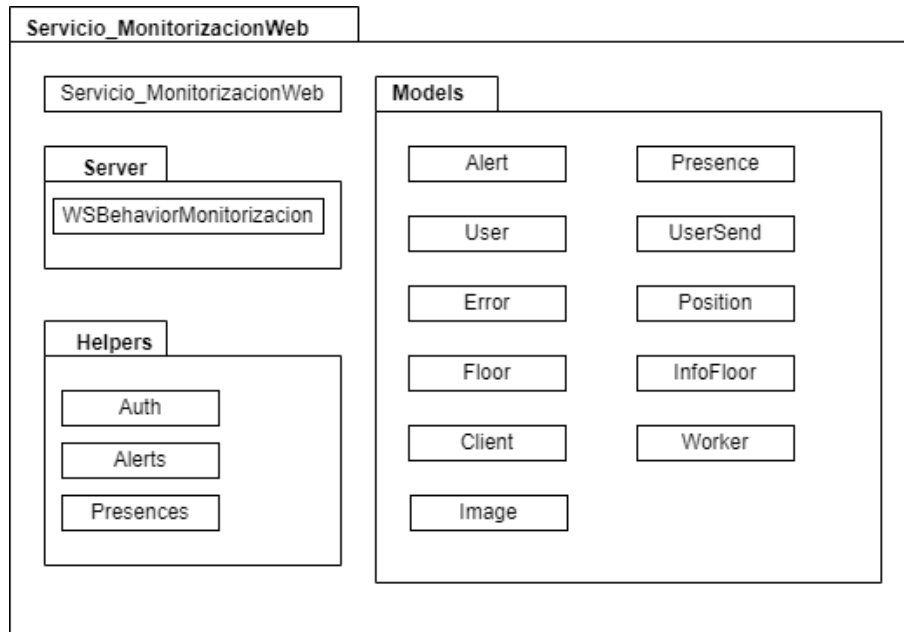 Servicio_MonitorizacionWeb
Servicio_MonitorizacionWeb
Server
WSBehaviorMonitorizacion
Helpers
Auth
Alerts
Presences
Models
Alert
Presence
User
UserSend
Error
Position
Floor
InfoFloor
Client
Worker
Image